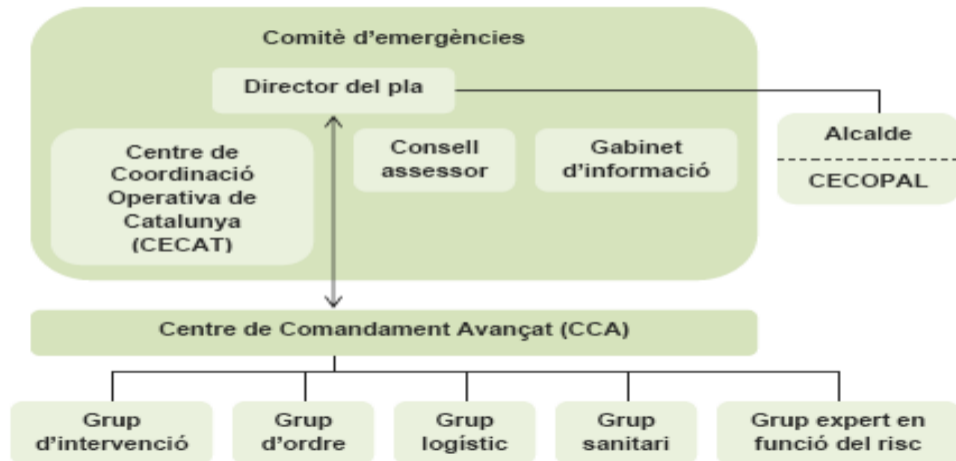 Comitè d'emergències
Director del pla
Centre de
Coordinació
Operativa de
Catalunya
(CECAT)
Consell
assessor
Gabinet
d'informació
Alcalde
CECOPAL
Centre de Comandament Avançat (CCA)
Grup
d'intervenció
Grup
d'ordre
Grup
logístic
Grup
sanitari
Grup expert en
funció del risc